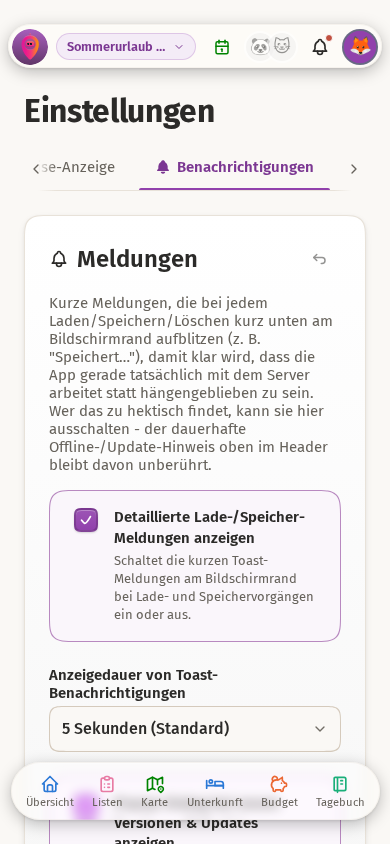 Sommerurlaub ...
Einstellungen
se-Anzeige
Benachrichtigungen
Meldungen
Kurze Meldungen, die bei jedem
Laden/Speichern/Löschen kurz unten am
Bildschirmrand aufblitzen (z. B.
"Speichert…"), damit klar wird, dass die
App gerade tatsächlich mit dem Server
arbeitet statt hängengeblieben zu sein.
Wer das zu hektisch findet, kann sie hier
ausschalten - der dauerhafte
Offline-/Update-Hinweis oben im Header
bleibt davon unberührt.
Detaillierte Lade-/Speicher-
Meldungen anzeigen
Schaltet die kurzen Toast-
Meldungen am Bildschirmrand
bei Lade- und Speichervorgängen
ein oder aus.
Anzeigedauer von Toast-
Benachrichtigungen
5 Sekunden (Standard)
Übersicht
Listen
Karte
Unterkunft
Budget
Tagebuch
Versionen & Updates
anzeigen